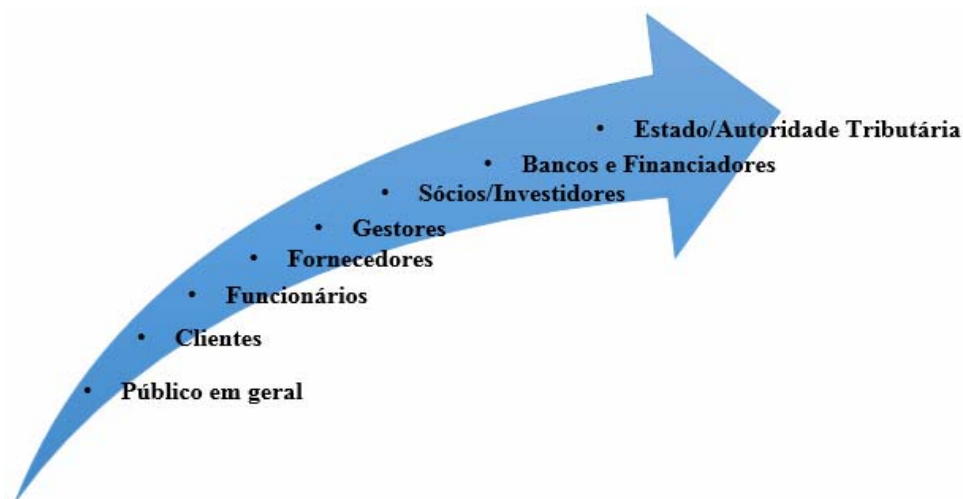 • Estado/Autoridade Tributária
• Bancos e Financiadores
• Sócios/Investidores
• Gestores
• Fornecedores
• Funcionários
• Clientes
• Público em geral